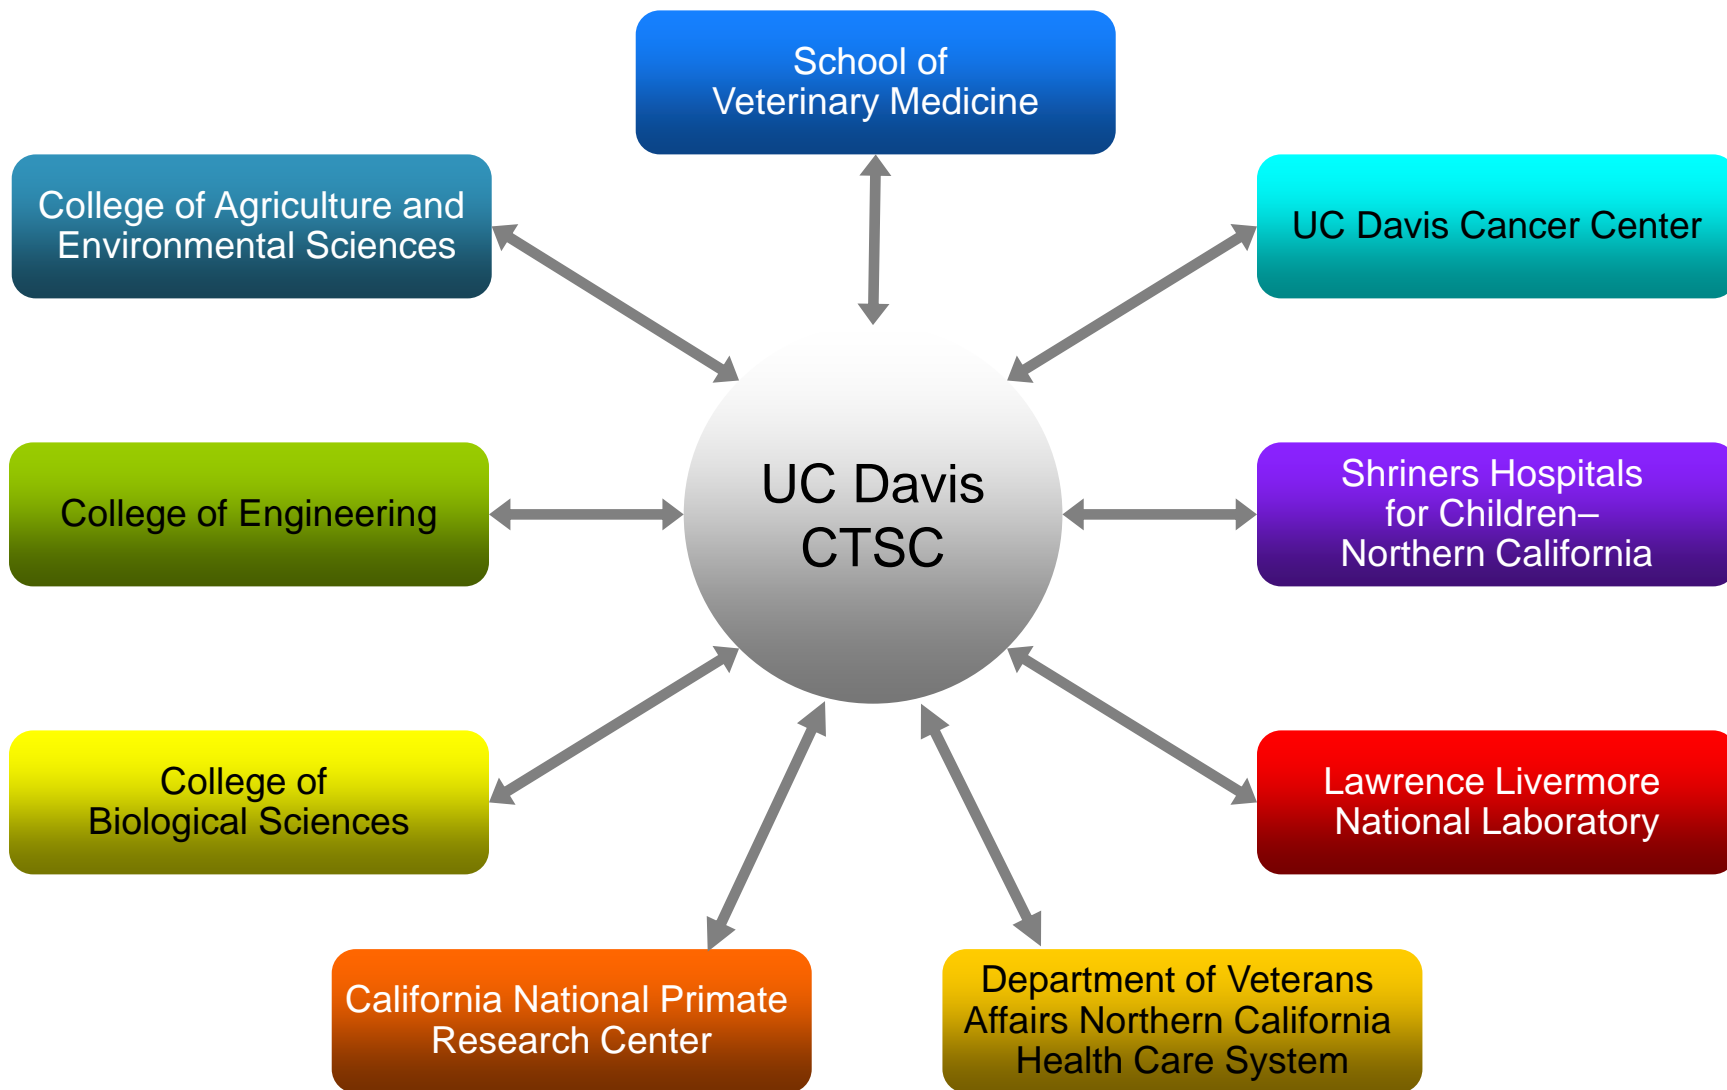 School of
Veterinary Medicine
College of Agriculture and
Environmental Sciences
UC Davis Cancer Center
College of Engineering
UC Davis
CTSC
Shriners Hospitals
for Children–
Northern California
College of
Biological Sciences
Lawrence Livermore
National Laboratory
California National Primate
Research Center
Department of Veterans
Affairs Northern California
Health Care System